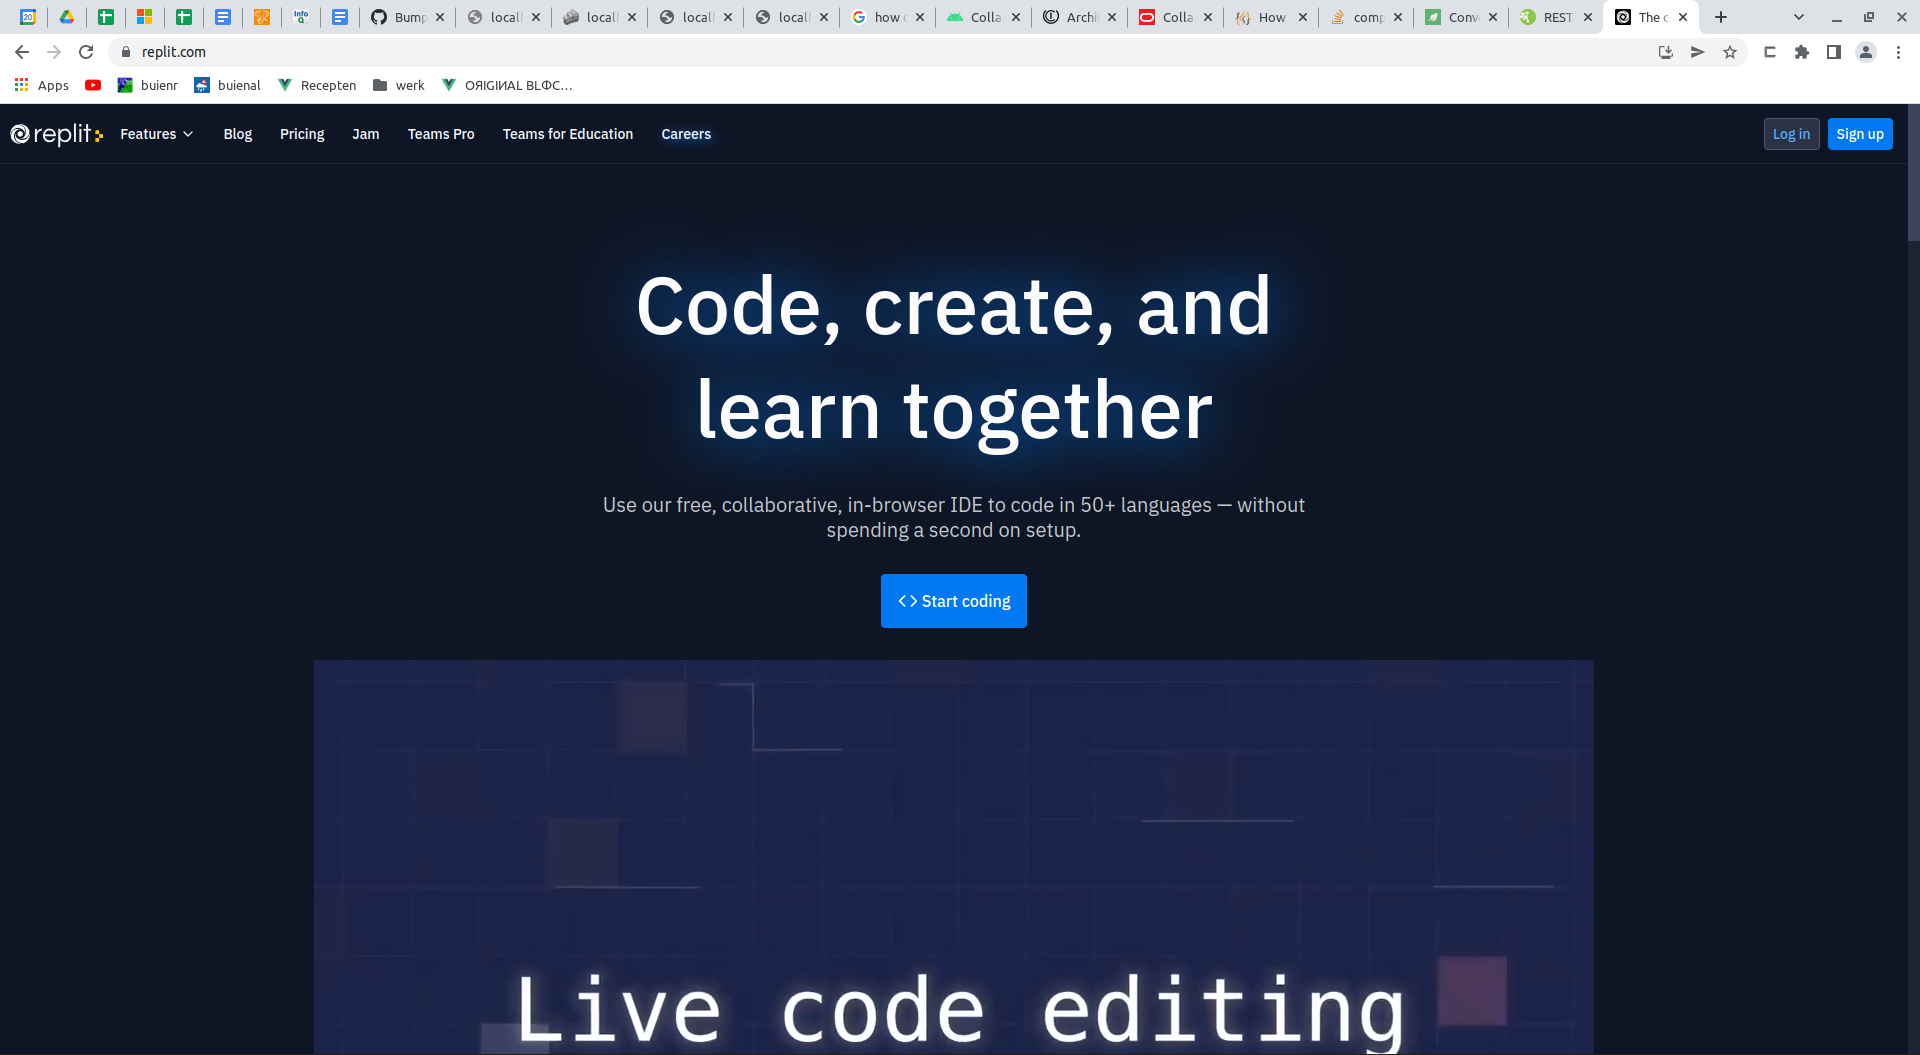 20
Info Q
Bump
locall
locall
locall
locall
how c
Colla
Archi
Colla
How
comp
Conv
REST
The c
replit.com
Apps
buienr
buienal
Recepten
werk
OЯIGIИAL BLФC...
replit
Features
Blog
Pricing
Jam
Teams Pro
Teams for Education
Careers
Log in
Sign up
Code, create, and
learn together
Use our free, collaborative, in-browser IDE to code in 50+ languages — without
spending a second on setup.
Start coding
Live code editing